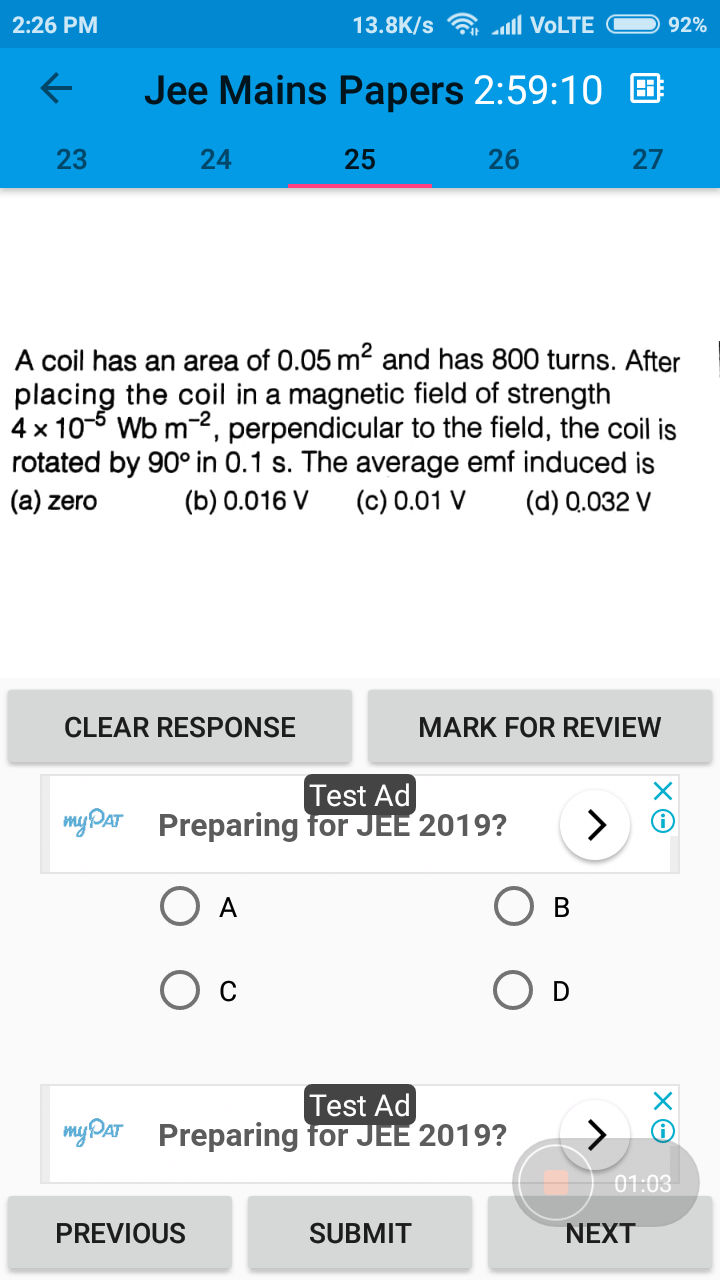 2:26 PM 13.8K/s VoLTE 92%
Jee Mains Papers 2:59:10
23 24 25 26 27
A coil has an area of 0.05 m² and has 800 turns. After
placing the coil in a magnetic field of strength
4 × 10⁻⁵ Wb m⁻², perpendicular to the field, the coil is
rotated by 90° in 0.1 s. The average emf induced is
(a) zero (b) 0.016 V (c) 0.01 V (d) 0.032 V
CLEAR RESPONSE MARK FOR REVIEW
Test Ad
myPAT Preparing for JEE 2019?
A B
C D
Test Ad
myPAT Preparing for JEE 2019?
01:03
PREVIOUS SUBMIT NEXT